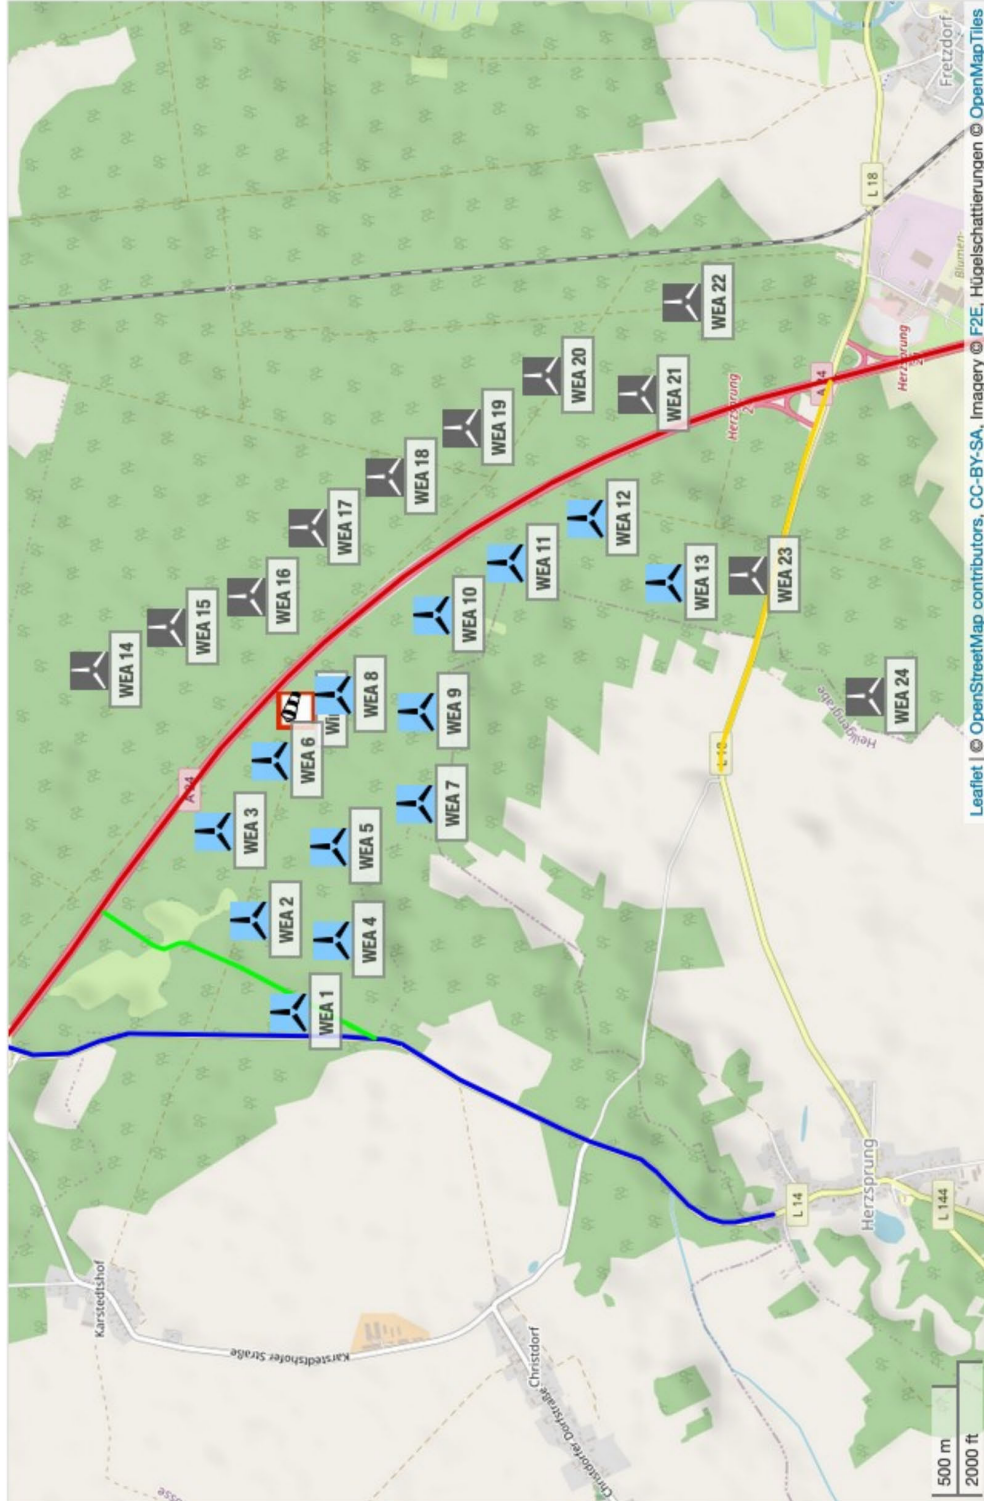 WEA 1
WEA 2
WEA 3
WEA 4
WEA 5
WEA 6
WEA 7
WEA 8
WEA 9
WEA 10
WEA 11
WEA 12
WEA 13
WEA 14
WEA 15
WEA 16
WEA 17
WEA 18
WEA 19
WEA 20
WEA 21
WEA 22
WEA 23
WEA 24
Karstedtshof
Karstedtshofer Straße
Christdorf
Christdorfer Dorfstraße
L 14
Herzsprung
L 144
Heiligengrabe
Herzsprung
Herzsprung
L 18
Fretzdorf
Blumen-
500 m
2000 ft
Leaflet | © OpenStreetMap contributors, CC-BY-SA, Imagery © F2E, Hügelschattierungen © OpenMapTiles